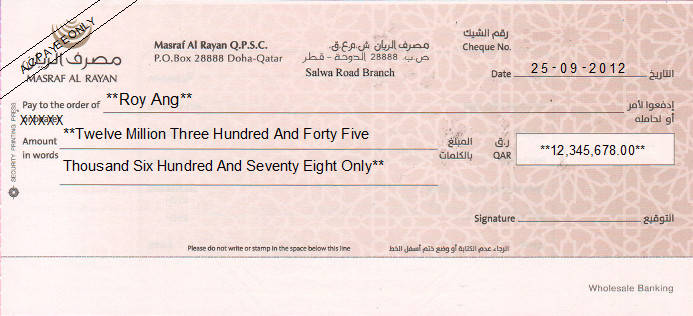 A/C PAYEE ONLY
مصرف الريان
MASRAF AL RAYAN
Masraf Al Rayan Q.P.S.C.
P.O.Box 28888 Doha-Qatar
مصرف الريان ش.م.ع.ق.
ص.ب. 28888 الدوحة - قطر
Salwa Road Branch
رقم الشيك
Cheque No.
Date 25-09-2012 التاريخ
Pay to the order of **Roy Ang** إدفعوا لأمر
XXXXX أو لحامله
Amount in words **Twelve Million Three Hundred And Forty Five المبلغ بالكلمات
Thousand Six Hundred And Seventy Eight Only**
ر.ق
QAR **12,345,678.00**
Signature التوقيع
SECURITY PRINTING PRESS
Please do not write or stamp in the space below this line الرجاء عدم الكتابة أو وضع ختم أسفل الخط
Wholesale Banking